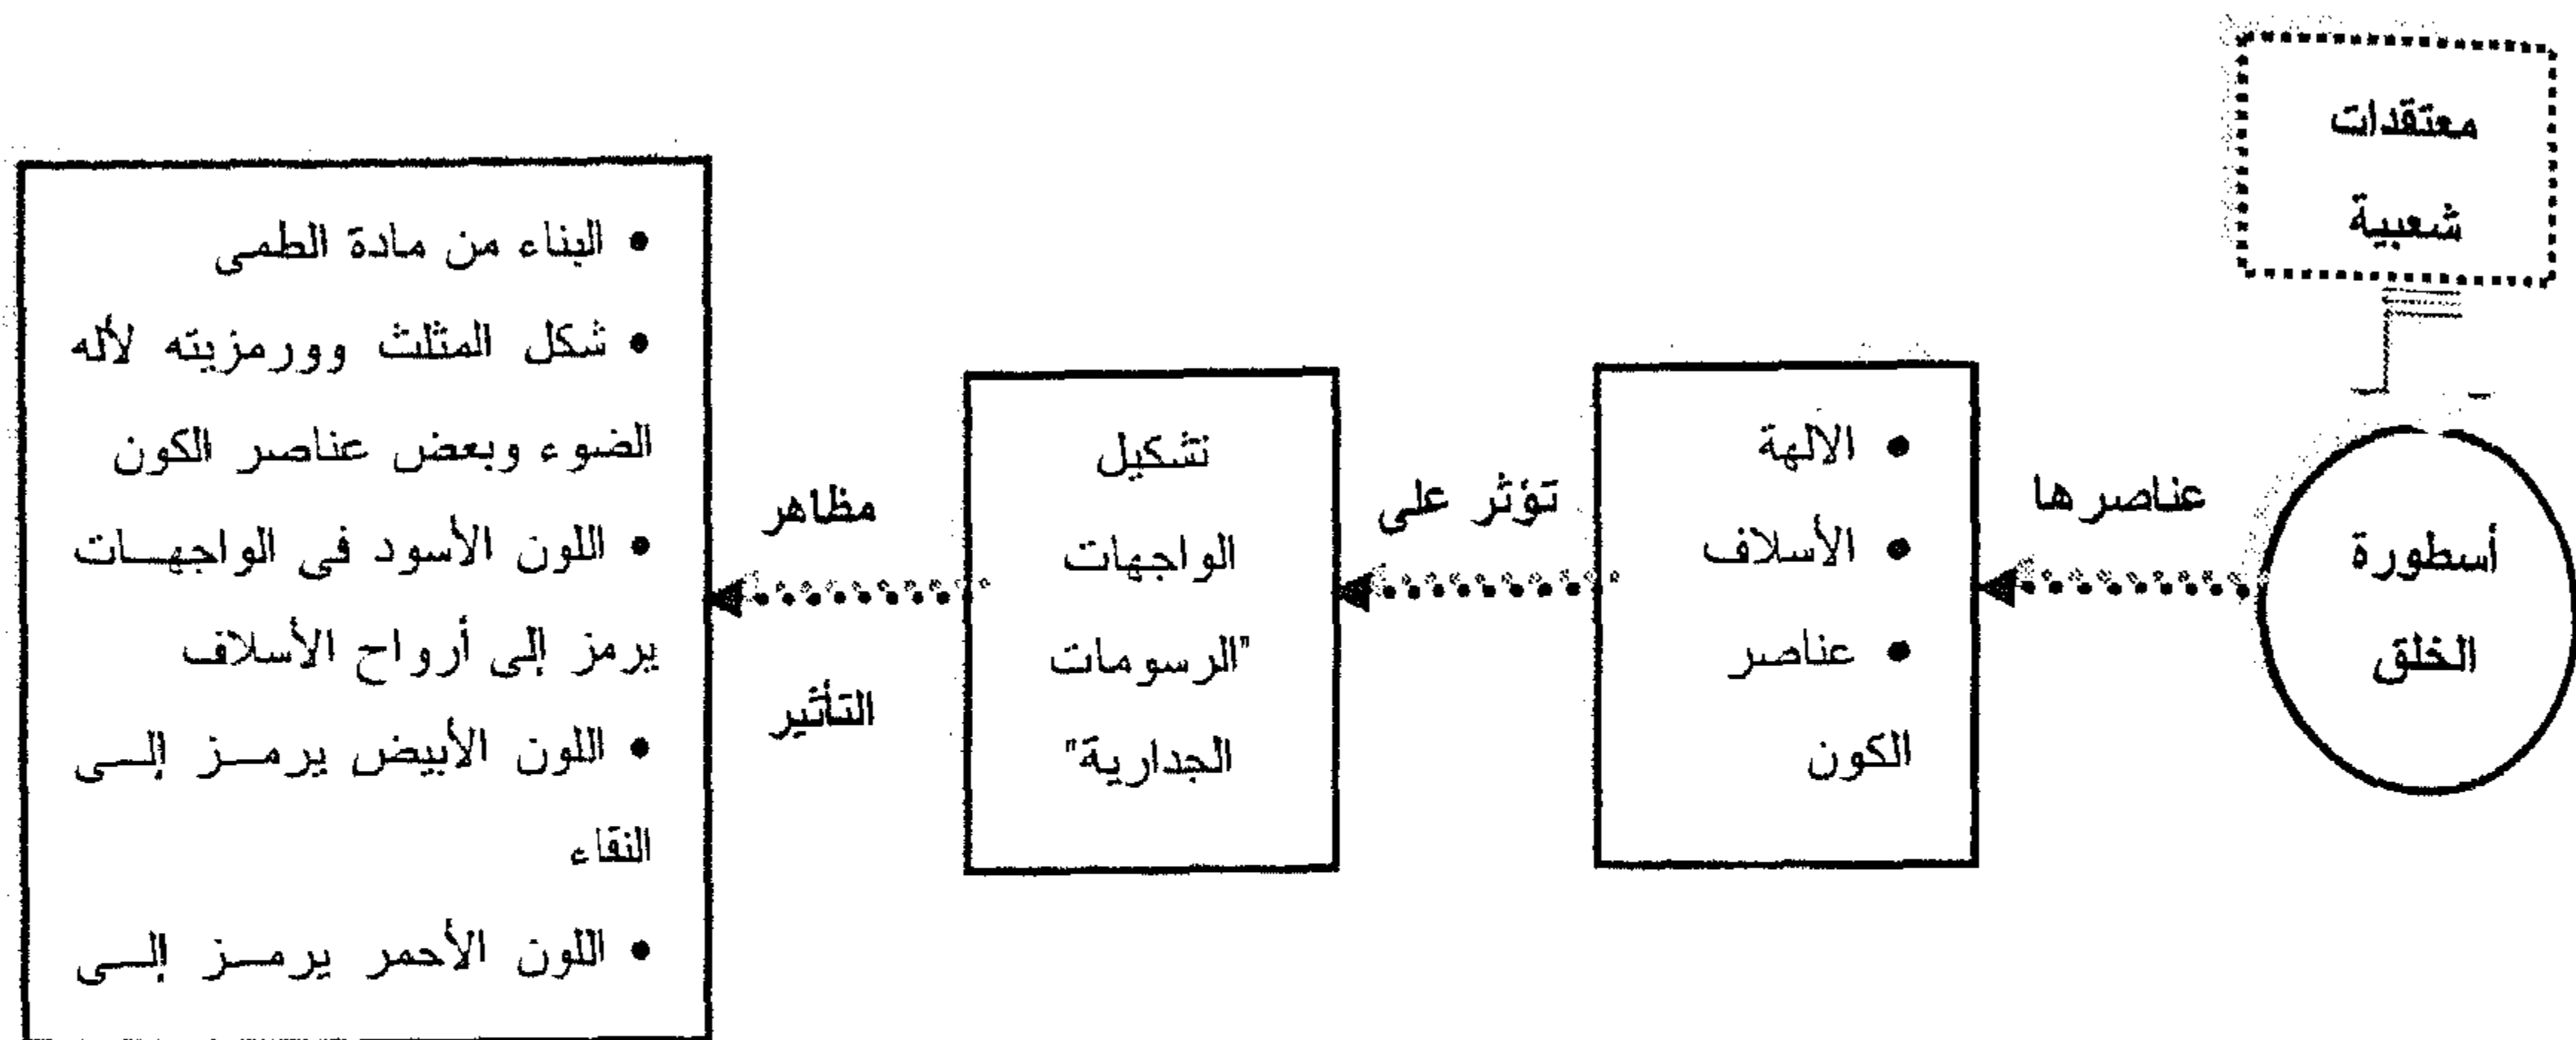 معتقدات
شعبية
أسطورة
الخلق
عناصرها
• الالهة
• الأسلاف
• عناصر
الكون
تؤثر على
تشكيل
الواجهات
"الرسومات
الجدارية"
مظاهر
التأثير
• البناء من مادة الطمى
• شكل المثلث وورمزيته لأله
الضوء وبعض عناصر الكون
• اللون الأسود فى الواجهات
يرمز إلى أرواح الأسلاف
• اللون الأبيض يرمز إلى
النقاء
• اللون الأحمر يرمز إلى